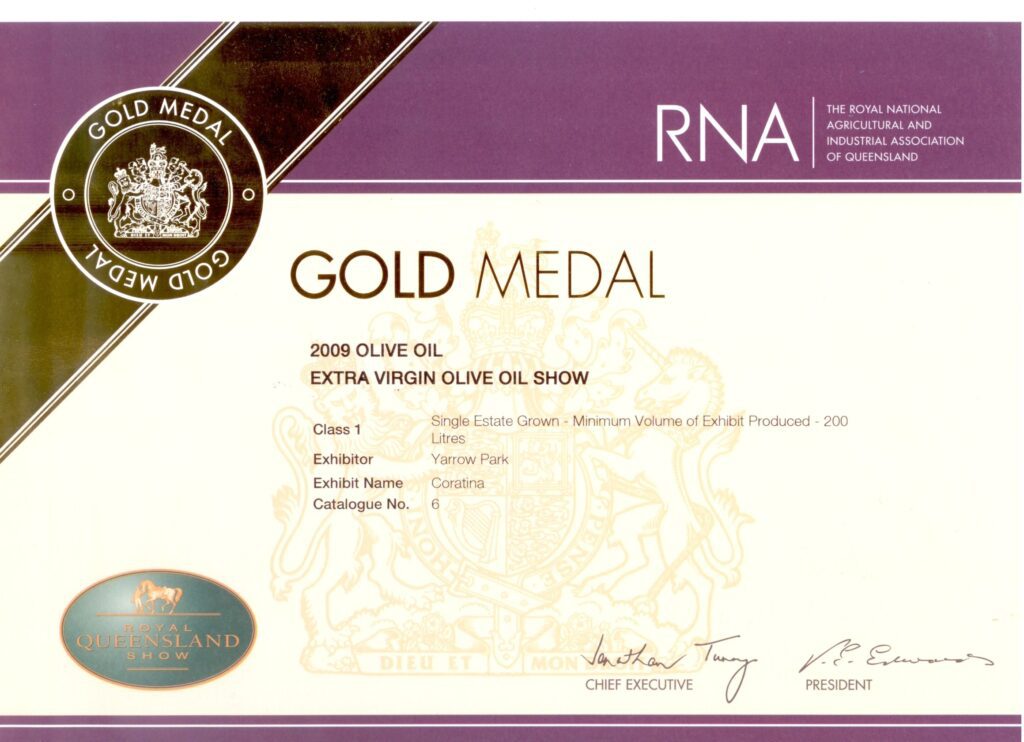 GOLD MEDAL
GOLD MEDAL
RNA
THE ROYAL NATIONAL
AGRICULTURAL AND
INDUSTRIAL ASSOCIATION
OF QUEENSLAND
GOLD MEDAL
2009 OLIVE OIL
EXTRA VIRGIN OLIVE OIL SHOW
Class 1 Single Estate Grown - Minimum Volume of Exhibit Produced - 200
Litres
Exhibitor Yarrow Park
Exhibit Name Coratina
Catalogue No. 6
ROYAL
QUEENSLAND
SHOW
DIEU ET MON
Jonathan
CHIEF EXECUTIVE
V.E. Edwards
PRESIDENT